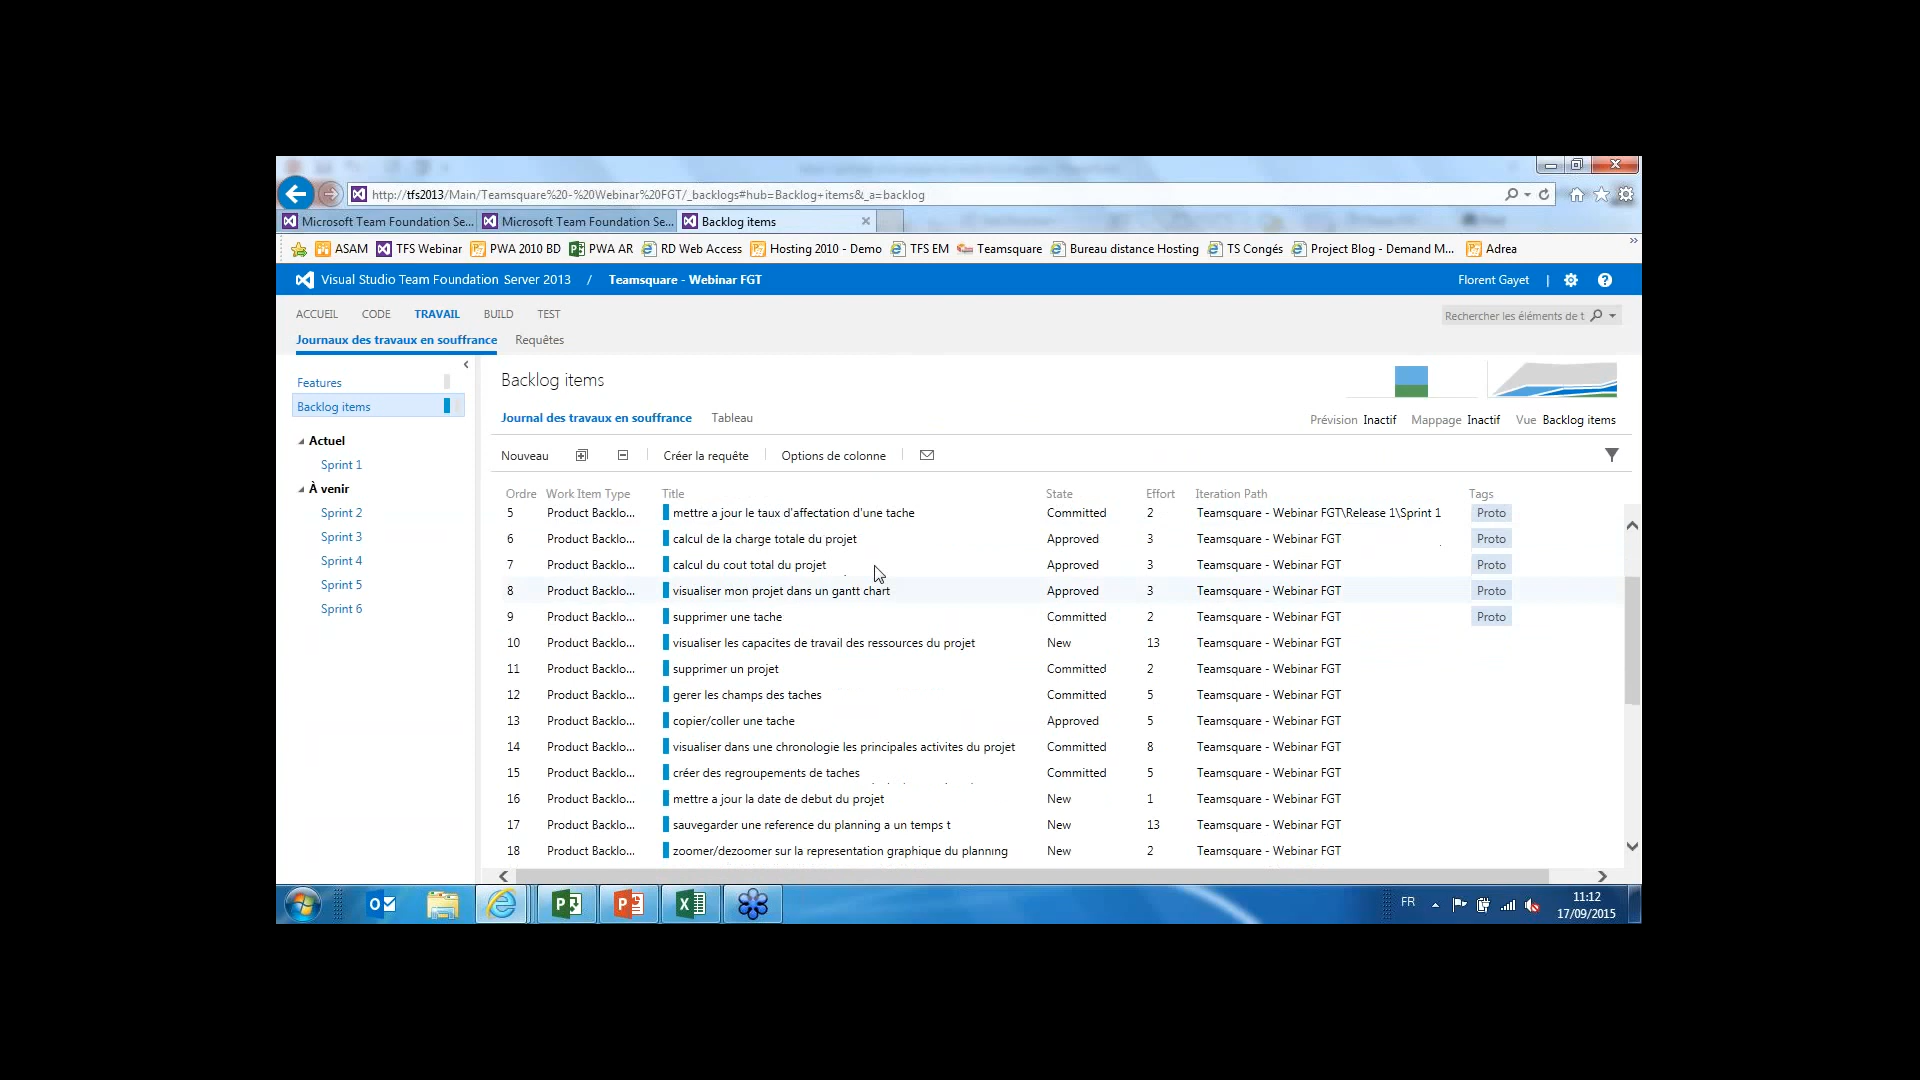 http://tfs2013/Main/Teamsquare%20-%20Webinar%20FGT/_backlogs#hub=Backlog+items&_a=backlog
Microsoft Team Foundation Se... Microsoft Team Foundation Se... Backlog items
ASAM TFS Webinar PWA 2010 BD PWA AR RD Web Access Hosting 2010 - Demo TFS EM Teamsquare Bureau distance Hosting TS Congés Project Blog - Demand M... Adrea
Visual Studio Team Foundation Server 2013 / Teamsquare - Webinar FGT Florent Gayet |
ACCUEIL CODE TRAVAIL BUILD TEST
Rechercher les éléments de t
Journaux des travaux en souffrance Requêtes
Features
Backlog items
Actuel
Sprint 1
À venir
Sprint 2
Sprint 3
Sprint 4
Sprint 5
Sprint 6
Backlog items
Journal des travaux en souffrance Tableau
Prévision Inactif Mappage Inactif Vue Backlog items
Nouveau Créer la requête Options de colonne
Ordre Work Item Type Title State Effort Iteration Path Tags
5 Product Backlo... mettre a jour le taux d'affectation d'une tache Committed 2 Teamsquare - Webinar FGT\Release 1\Sprint 1 Proto
6 Product Backlo... calcul de la charge totale du projet Approved 3 Teamsquare - Webinar FGT Proto
7 Product Backlo... calcul du cout total du projet Approved 3 Teamsquare - Webinar FGT Proto
8 Product Backlo... visualiser mon projet dans un gantt chart Approved 3 Teamsquare - Webinar FGT Proto
9 Product Backlo... supprimer une tache Committed 2 Teamsquare - Webinar FGT Proto
10 Product Backlo... visualiser les capacites de travail des ressources du projet New 13 Teamsquare - Webinar FGT
11 Product Backlo... supprimer un projet Committed 2 Teamsquare - Webinar FGT
12 Product Backlo... gerer les champs des taches Committed 5 Teamsquare - Webinar FGT
13 Product Backlo... copier/coller une tache Approved 5 Teamsquare - Webinar FGT
14 Product Backlo... visualiser dans une chronologie les principales activites du projet Committed 8 Teamsquare - Webinar FGT
15 Product Backlo... créer des regroupements de taches Committed 5 Teamsquare - Webinar FGT
16 Product Backlo... mettre a jour la date de debut du projet New 1 Teamsquare - Webinar FGT
17 Product Backlo... sauvegarder une reference du planning a un temps t New 13 Teamsquare - Webinar FGT
18 Product Backlo... zoomer/dezoomer sur la representation graphique du planning New 2 Teamsquare - Webinar FGT
FR 11:12
17/09/2015